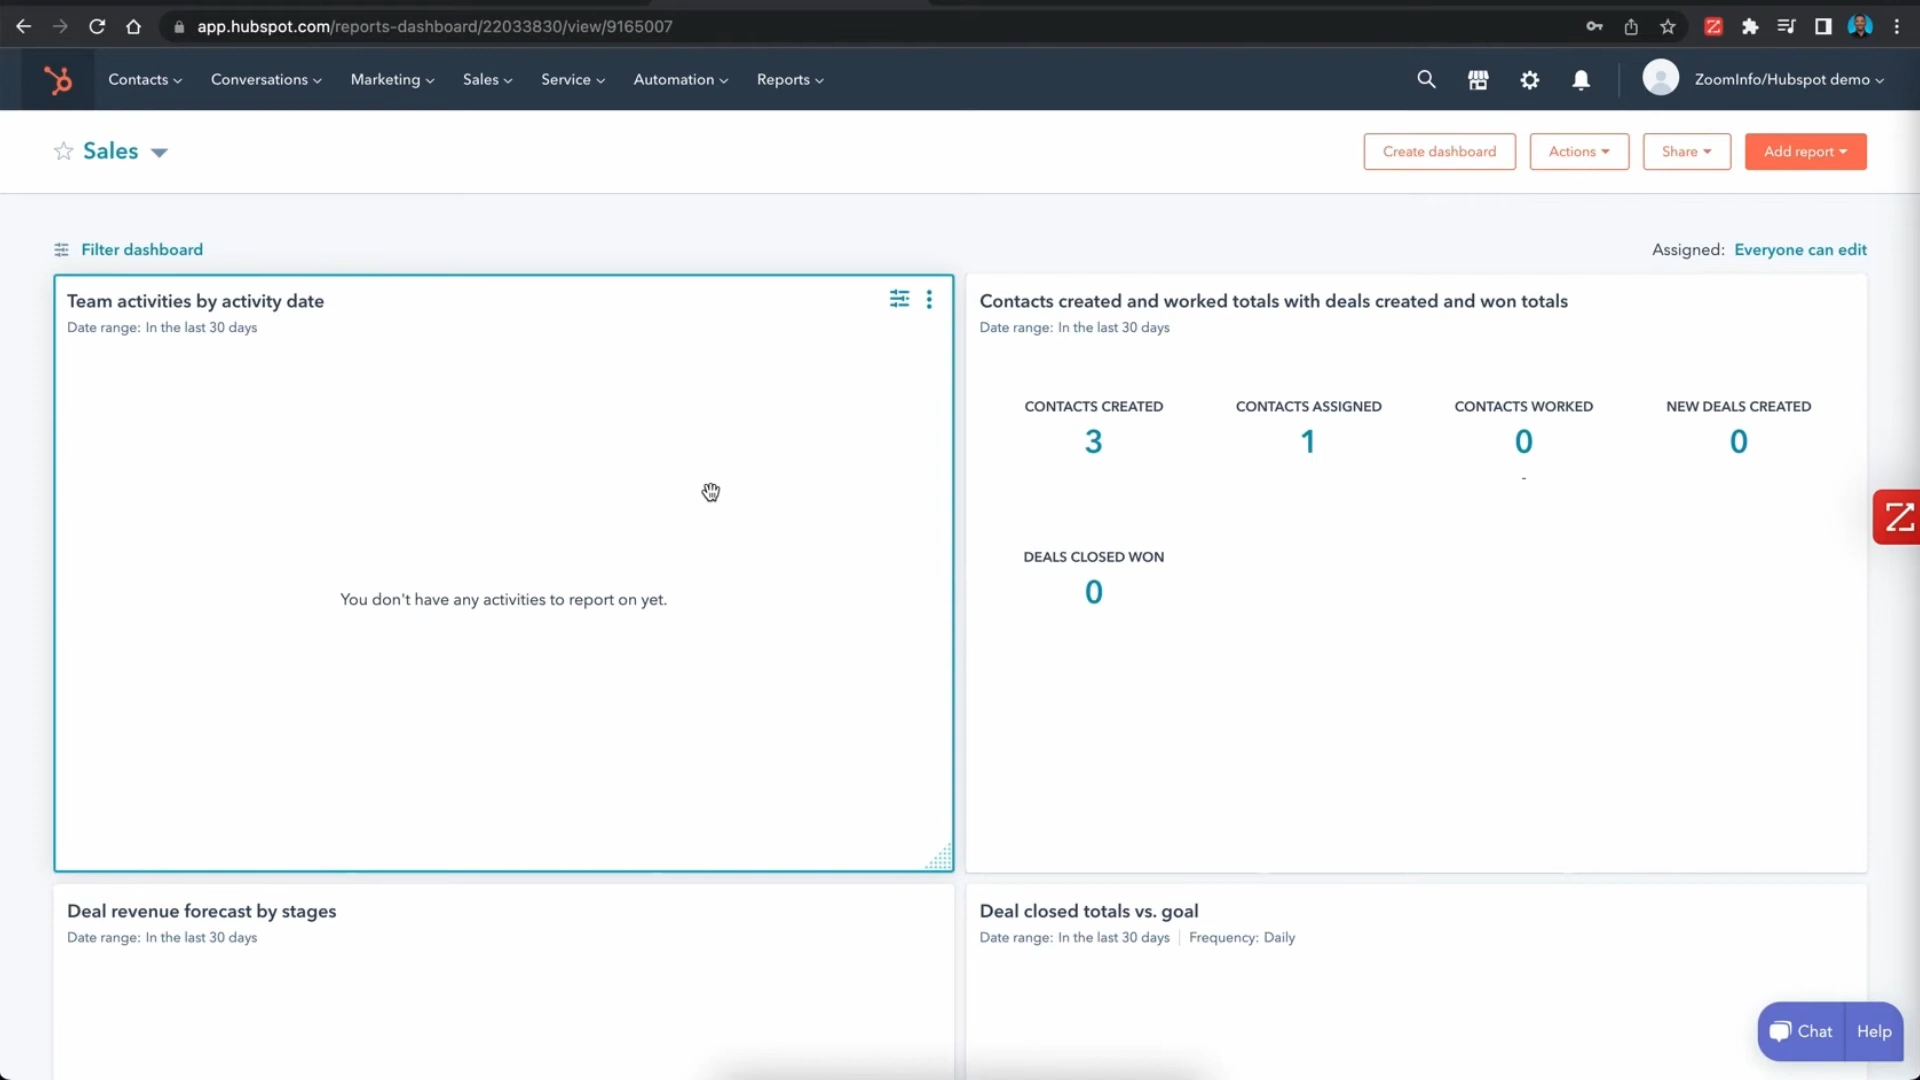 app.hubspot.com/reports-dashboard/22033830/view/9165007
Contacts Conversations Marketing Sales Service Automation Reports ZoomInfo/Hubspot demo
Sales Create dashboard Actions Share Add report
Filter dashboard Assigned: Everyone can edit
Team activities by activity date
Date range: In the last 30 days
You don't have any activities to report on yet.
Contacts created and worked totals with deals created and won totals
Date range: In the last 30 days
CONTACTS CREATED CONTACTS ASSIGNED CONTACTS WORKED NEW DEALS CREATED
3 1 0 0
-
DEALS CLOSED WON
0
Deal revenue forecast by stages
Date range: In the last 30 days
Deal closed totals vs. goal
Date range: In the last 30 days Frequency: Daily
Chat Help